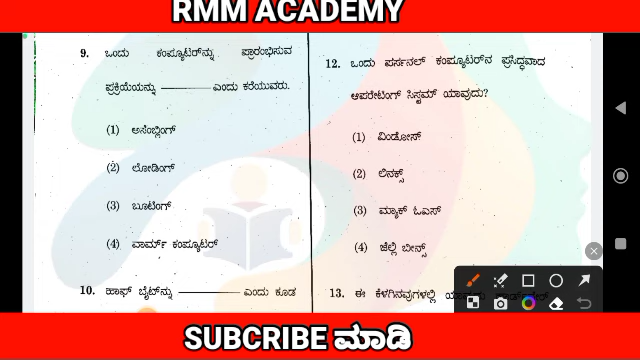 RMM ACADEMY
9. ಒಂದು ಕಂಪ್ಯೂಟರ್‌ನ್ನು ಪ್ರಾರಂಭಿಸುವ
ಪ್ರಕ್ರಿಯೆಯನ್ನು ———— ಎಂದು ಕರೆಯುವರು.
(1) ಅಸೆಂಬ್ಲಿಂಗ್
(2) ಲೋಡಿಂಗ್
(3) ಬೂಟಿಂಗ್
(4) ವಾರ್ಮ್ ಕಂಪ್ಯೂಟರ್
10. ಹಾಫ್ ಬೈಟ್‌ನ್ನು ———— ಎಂದು ಕೂಡ
12. ಒಂದು ಪರ್ಸನಲ್ ಕಂಪ್ಯೂಟರ್‌ನ ಪ್ರಸಿದ್ಧವಾದ
ಆಪರೇಟಿಂಗ್ ಸಿಸ್ಟಮ್ ಯಾವುದು?
(1) ವಿಂಡೋಸ್
(2) ಲಿನಕ್ಸ್
(3) ಮ್ಯಾಕ್ ಓಎಸ್
(4) ಜೆಲ್ಲಿ ಬೀನ್ಸ್
13. ಈ ಕೆಳಗಿನವುಗಳಲ್ಲಿ
SUBCRIBE ಮಾಡಿ